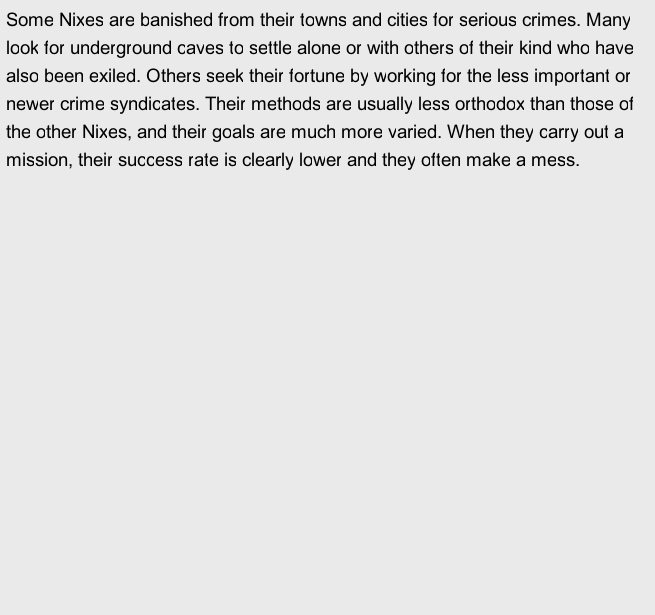 Some Nixes are banished from their towns and cities for serious crimes. Many
look for underground caves to settle alone or with others of their kind who have
also been exiled. Others seek their fortune by working for the less important or
newer crime syndicates. Their methods are usually less orthodox than those of
the other Nixes, and their goals are much more varied. When they carry out a
mission, their success rate is clearly lower and they often make a mess.